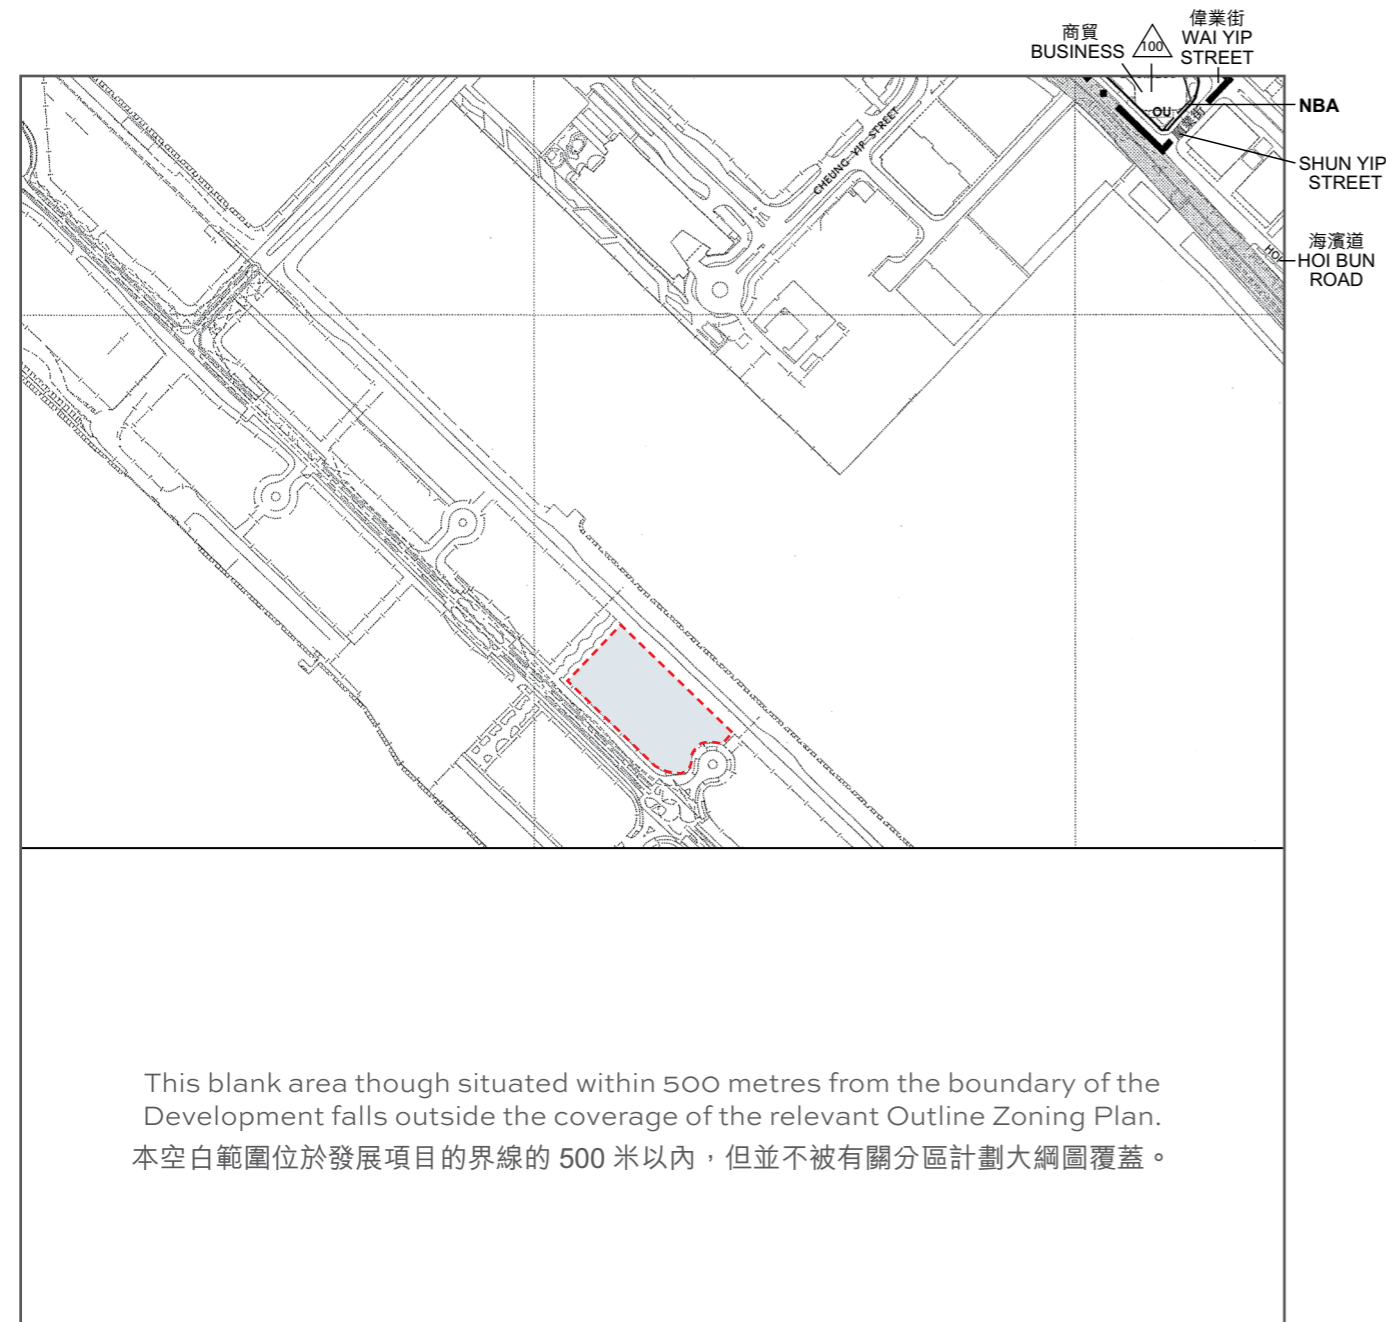 商貿
BUSINESS
100
偉業街
WAI YIP
STREET
OU
NBA
SHUN YIP
STREET
CHEUNG YIP STREET
海濱道
HOI BUN
ROAD
HOI
This blank area though situated within 500 metres from the boundary of the
Development falls outside the coverage of the relevant Outline Zoning Plan.
本空白範圍位於發展項目的界線的 500 米以內，但並不被有關分區計劃大綱圖覆蓋。